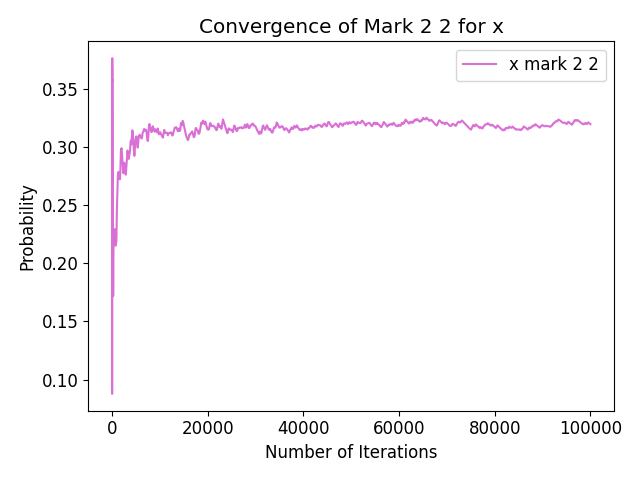 Convergence of Mark 2 2 for x
x mark 2 2
Probability
0.35
0.30
0.25
0.20
0.15
0.10
0 20000 40000 60000 80000 100000
Number of Iterations